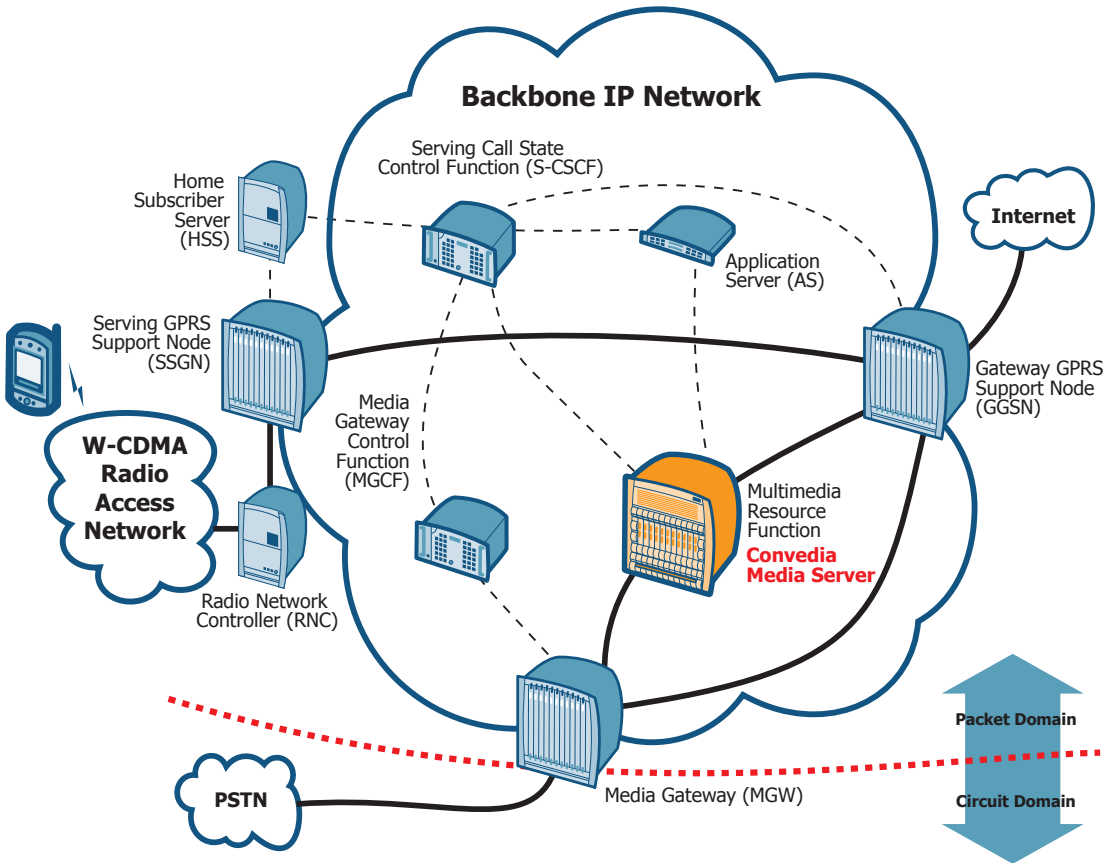 Backbone IP Network
Serving Call State
Control Function (S-CSCF)
Home
Subscriber
Server
(HSS)
Internet
Application
Server (AS)
Serving GPRS
Support Node
(SSGN)
Gateway GPRS
Support Node
(GGSN)
Media
Gateway
Control
Function
(MGCF)
W-CDMA
Radio
Access
Network
Multimedia
Resource
Function
Convedia
Media Server
Radio Network
Controller (RNC)
Packet Domain
PSTN
Media Gateway (MGW)
Circuit Domain